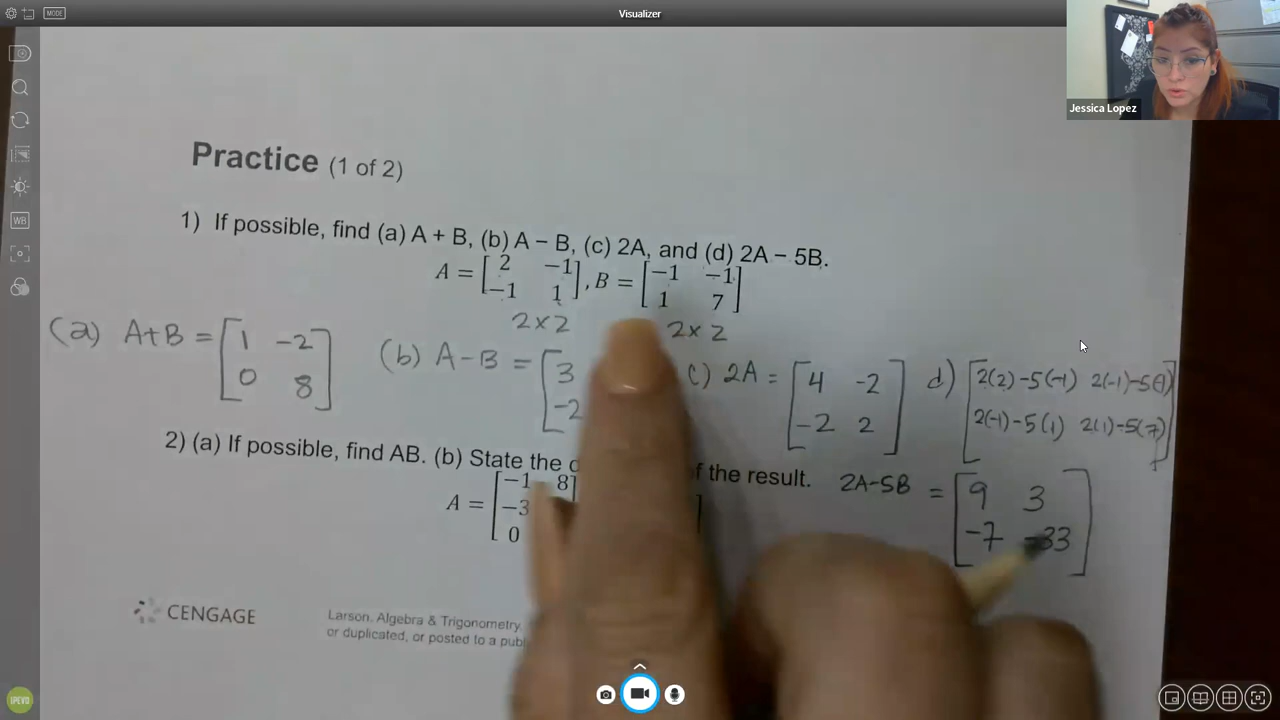 MODE
Visualizer
Jessica Lopez
Practice (1 of 2)
1) If possible, find (a) A + B, (b) A − B, (c) 2A, and (d) 2A − 5B.
A = [ 2 −1 ], B = [ −1 −1 ]
−1 1 1 7
2×2 2×2
(a) A+B = [ 1 -2 ]
0 8
(b) A-B = [ 3
-2
c) 2A = [ 4 -2 ]
-2 2
d) [ 2(2)-5(-1) 2(-1)-5(-1) ]
2(-1)-5(1) 2(1)-5(7)
2) (a) If possible, find AB. (b) State the of the result.
2A-5B = [ 9 3 ]
-7 -33
A = [ −1 8
−3
0
CENGAGE
Larson, Algebra & Trigonometry,
or duplicated, or posted to a
IPEVO
WB